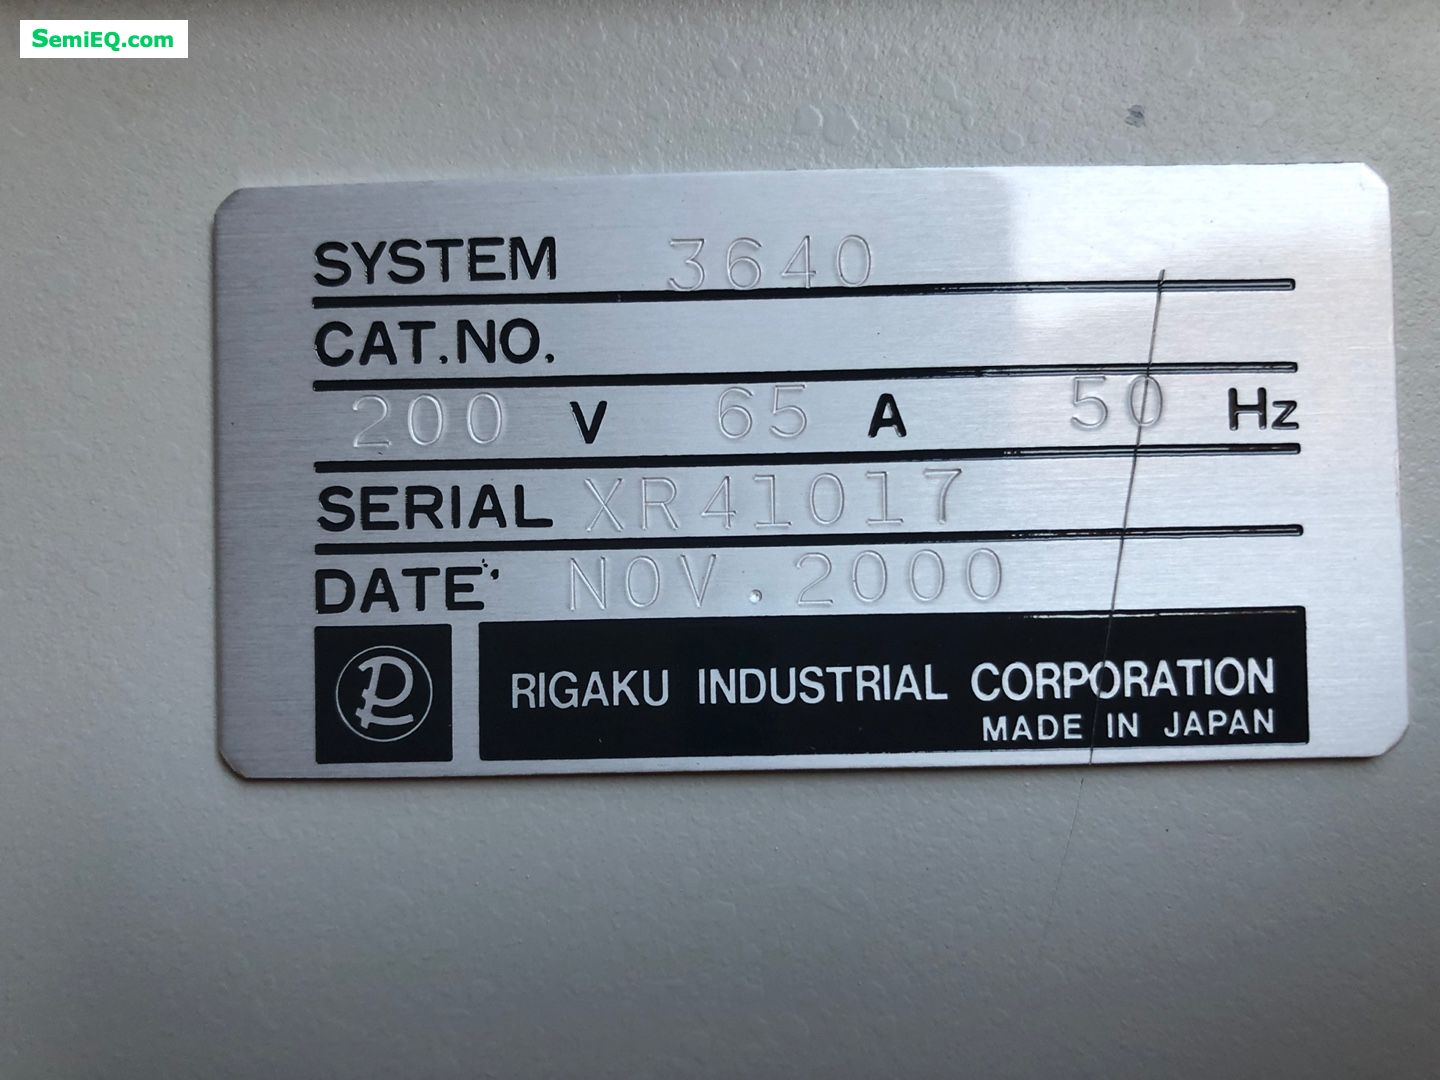 SemiEQ.com
SYSTEM 3640
CAT.NO.
200 V 65 A 50 Hz
SERIAL XR41017
DATE NOV.2000
RIGAKU INDUSTRIAL CORPORATION
MADE IN JAPAN